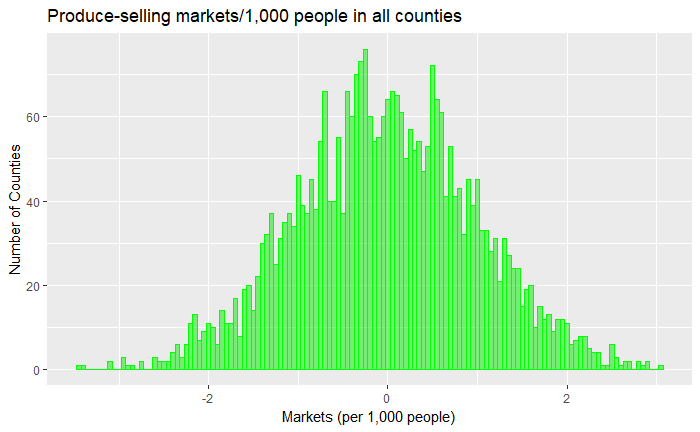 Produce-selling markets/1,000 people in all counties
Number of Counties
60
40
20
0
-2
0
2
Markets (per 1,000 people)